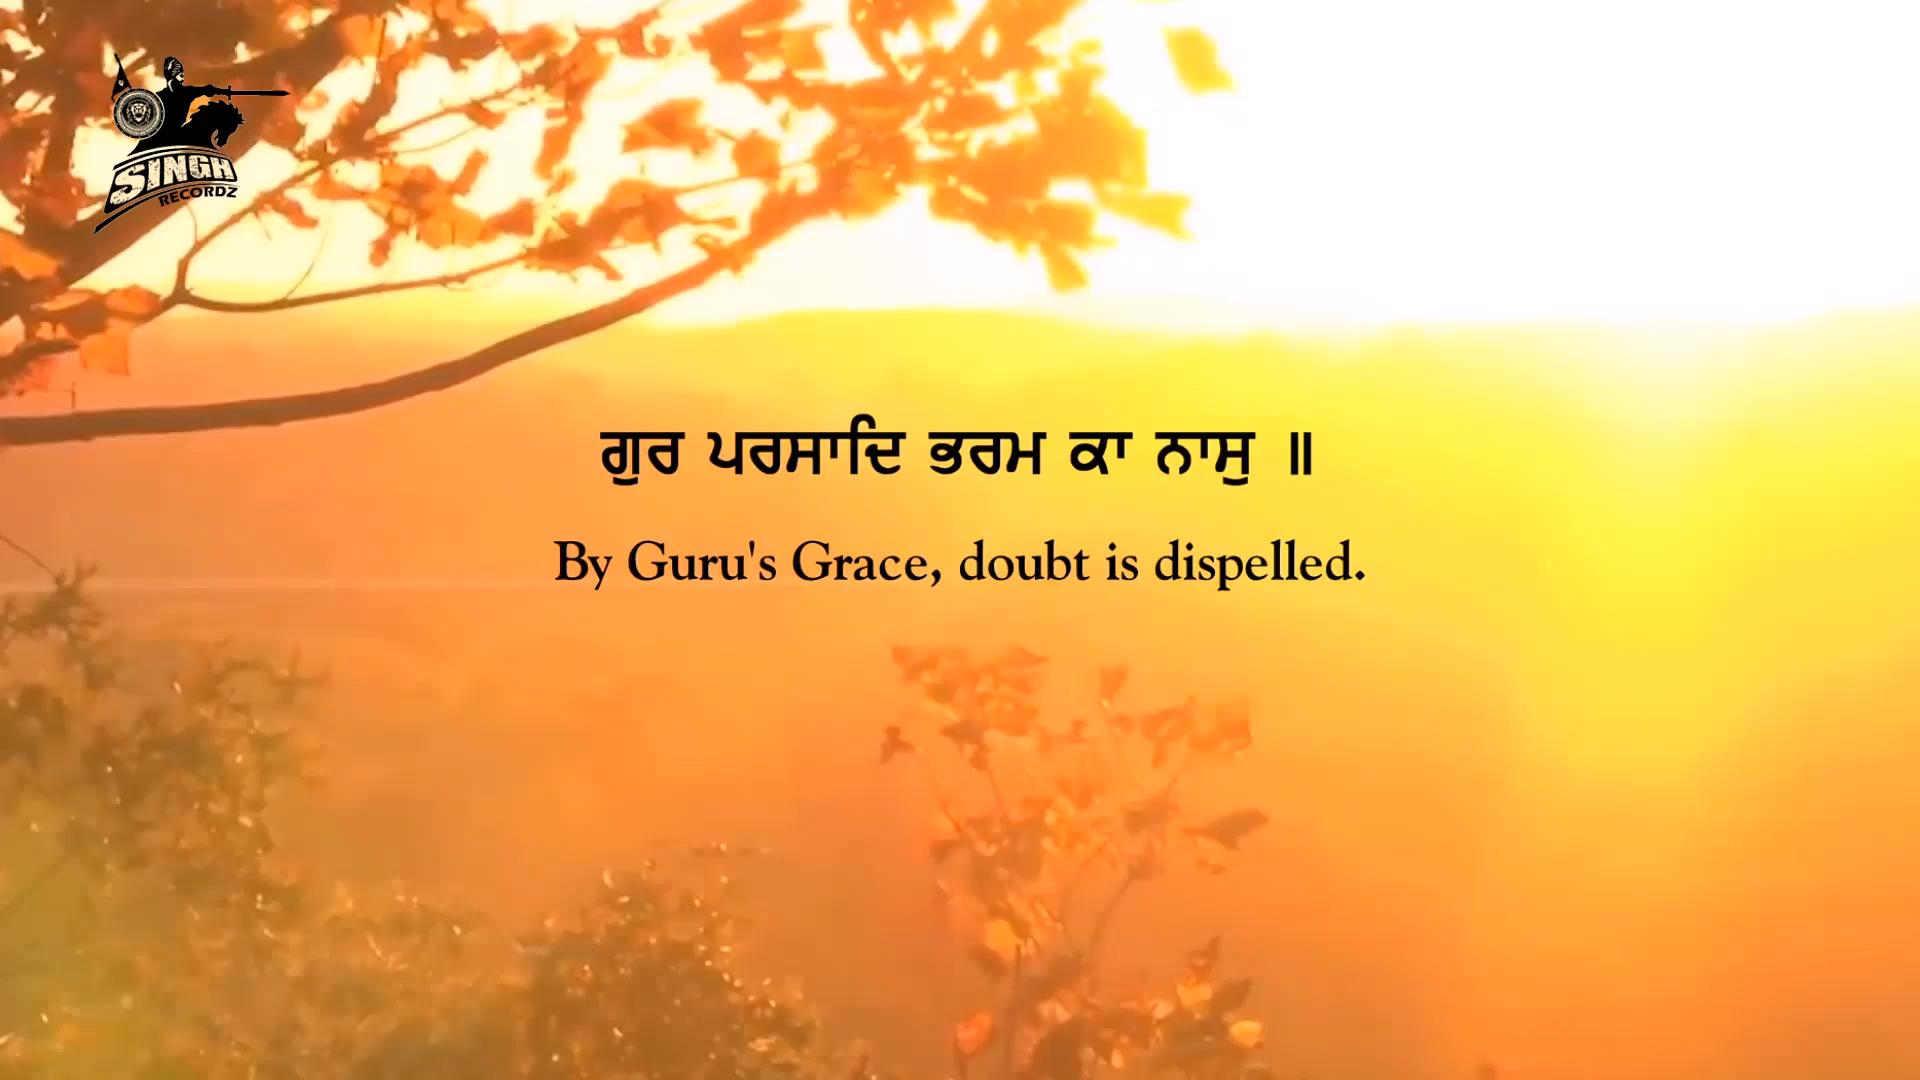 SINGH
RECORDZ
ਗੁਰ ਪਰਸਾਦਿ ਭਰਮ ਕਾ ਨਾਸੁ ॥
By Guru's Grace, doubt is dispelled.